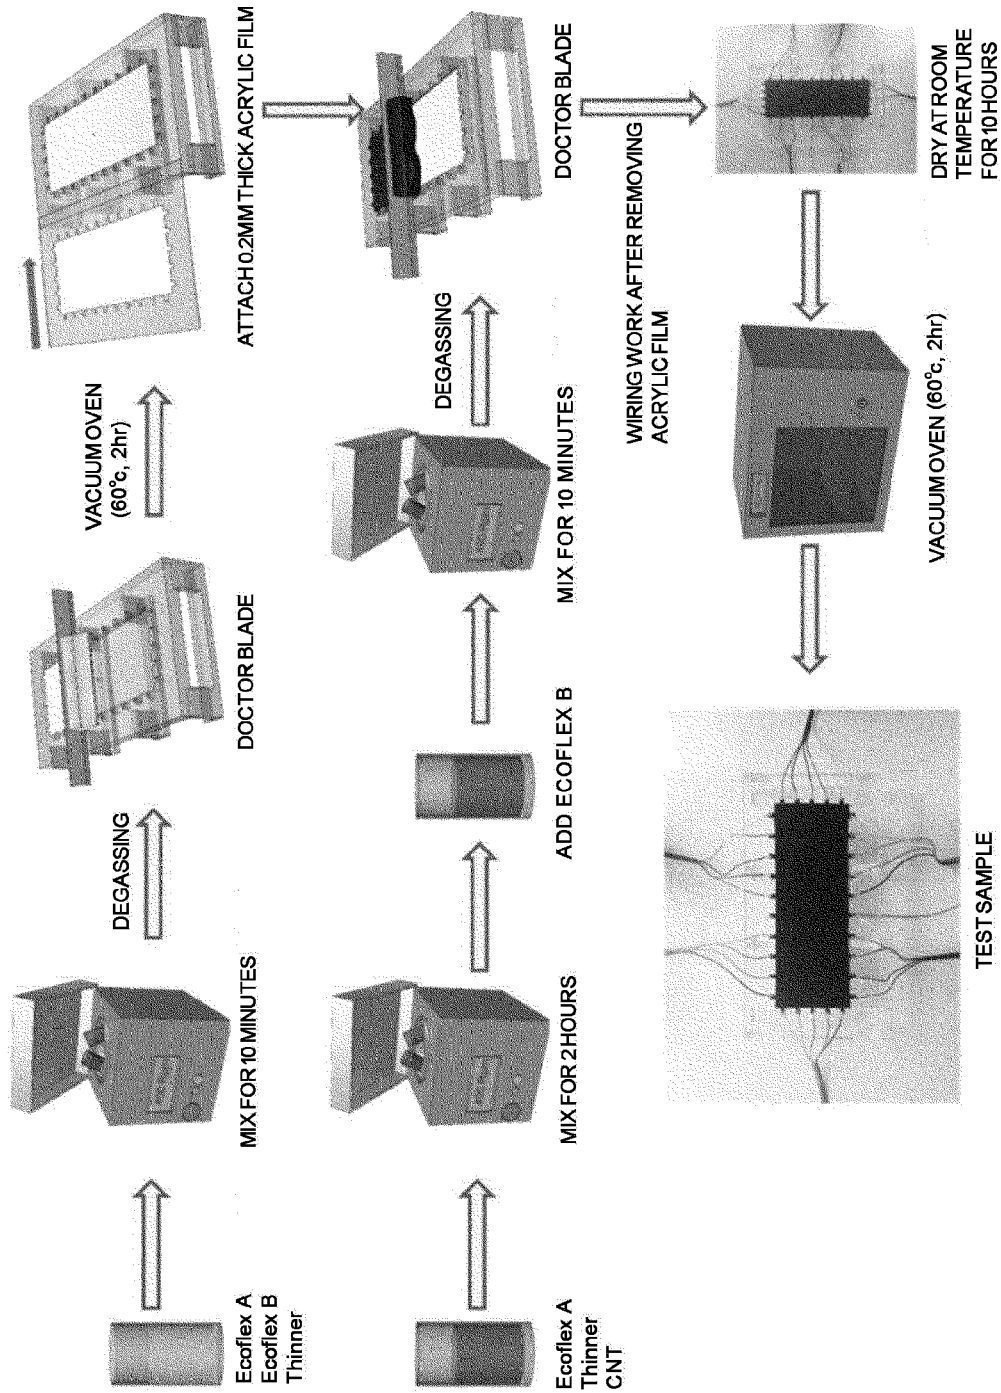 Ecoflex A
Ecoflex B
Thinner
MIX FOR 10 MINUTES
DEGASSING
DOCTOR BLADE
VACUUM OVEN
(60°c, 2hr)
ATTACH 0.2MM THICK ACRYLIC FILM
Ecoflex A
Thinner
CNT
MIX FOR 2 HOURS
ADD ECOFLEX B
MIX FOR 10 MINUTES
DEGASSING
DOCTOR BLADE
WIRING WORK AFTER REMOVING
ACRYLIC FILM
DRY AT ROOM
TEMPERATURE
FOR 10 HOURS
VACUUM OVEN (60°c, 2hr)
TEST SAMPLE